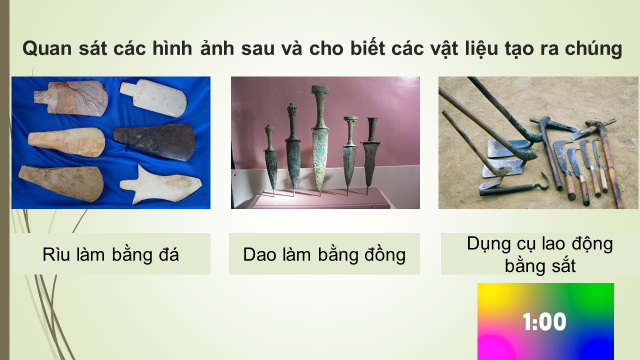 Quan sát các hình ảnh sau và cho biết các vật liệu tạo ra chúng
Rìu làm bằng đá
Dao làm bằng đồng
Dụng cụ lao động
bằng sắt
1:00